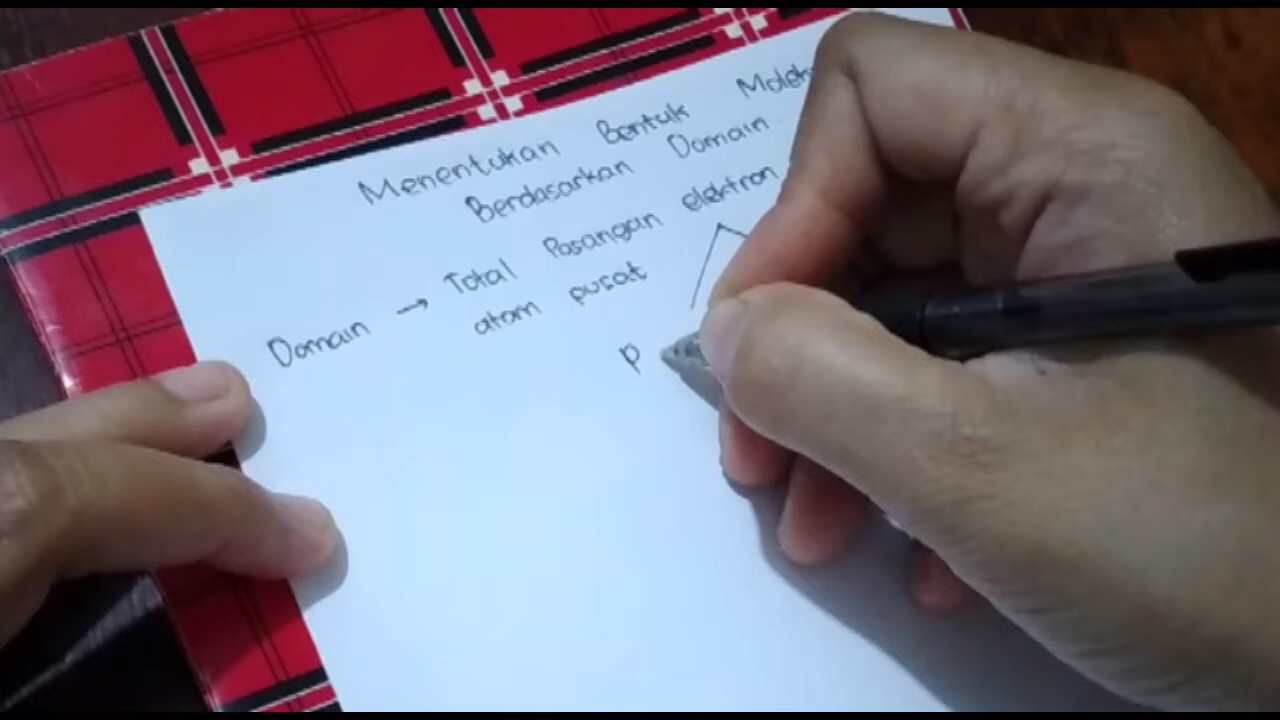 Menentukan Bentuk
Berdasarkan Domain
Domain → Total Pasangan elektron
atom pusat
P